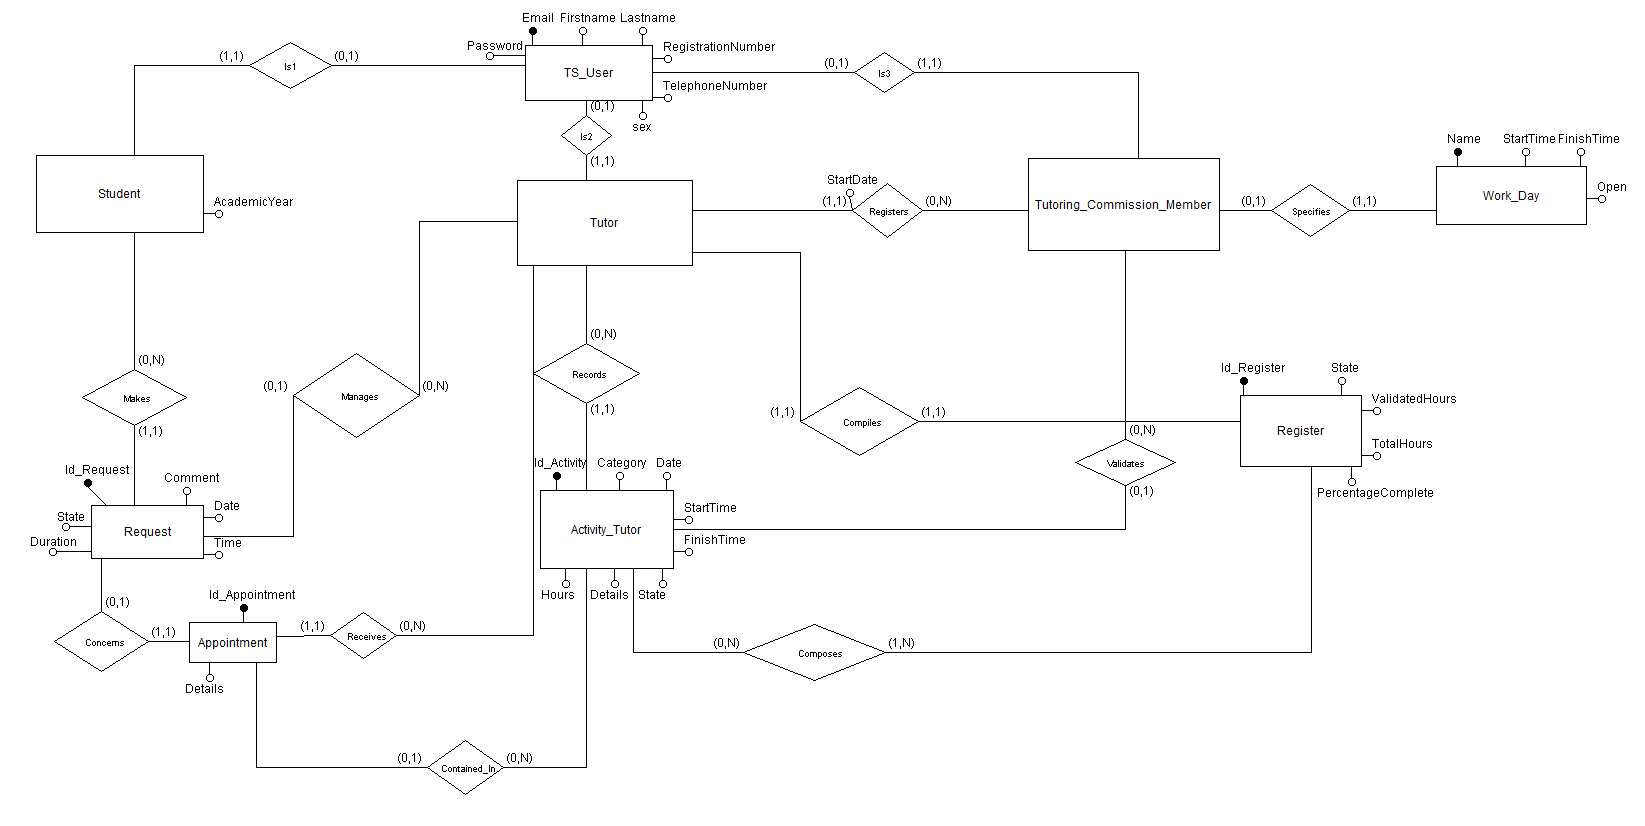 Email Firstname Lastname
Password
RegistrationNumber
TS_User
TelephoneNumber
sex
(1,1) Is1 (0,1)
(0,1) Is3 (1,1)
(0,1)
Is2
(1,1)
Name StartTime FinishTime
Open
Work_Day
Student
AcademicYear
Tutor
StartDate
(1,1) Registers (0,N)
Tutoring_Commission_Member
(0,1) Specifies (1,1)
(0,N)
Makes
(1,1)
(0,1) Manages (0,N)
(0,N)
Records
(1,1)
(1,1) Compiles (1,1)
Id_Register State
ValidatedHours
Register
TotalHours
PercentageComplete
(0,N)
Validates
(0,1)
Id_Request
Comment
State
Date
Request
Duration
Time
Id_Activity Category Date
StartTime
Activity_Tutor
FinishTime
Hours Details State
(0,1)
Concerns (1,1)
Id_Appointment
Appointment
Details
(1,1) Receives (0,N)
(0,N) Composes (1,N)
(0,1) Contained_In (0,N)